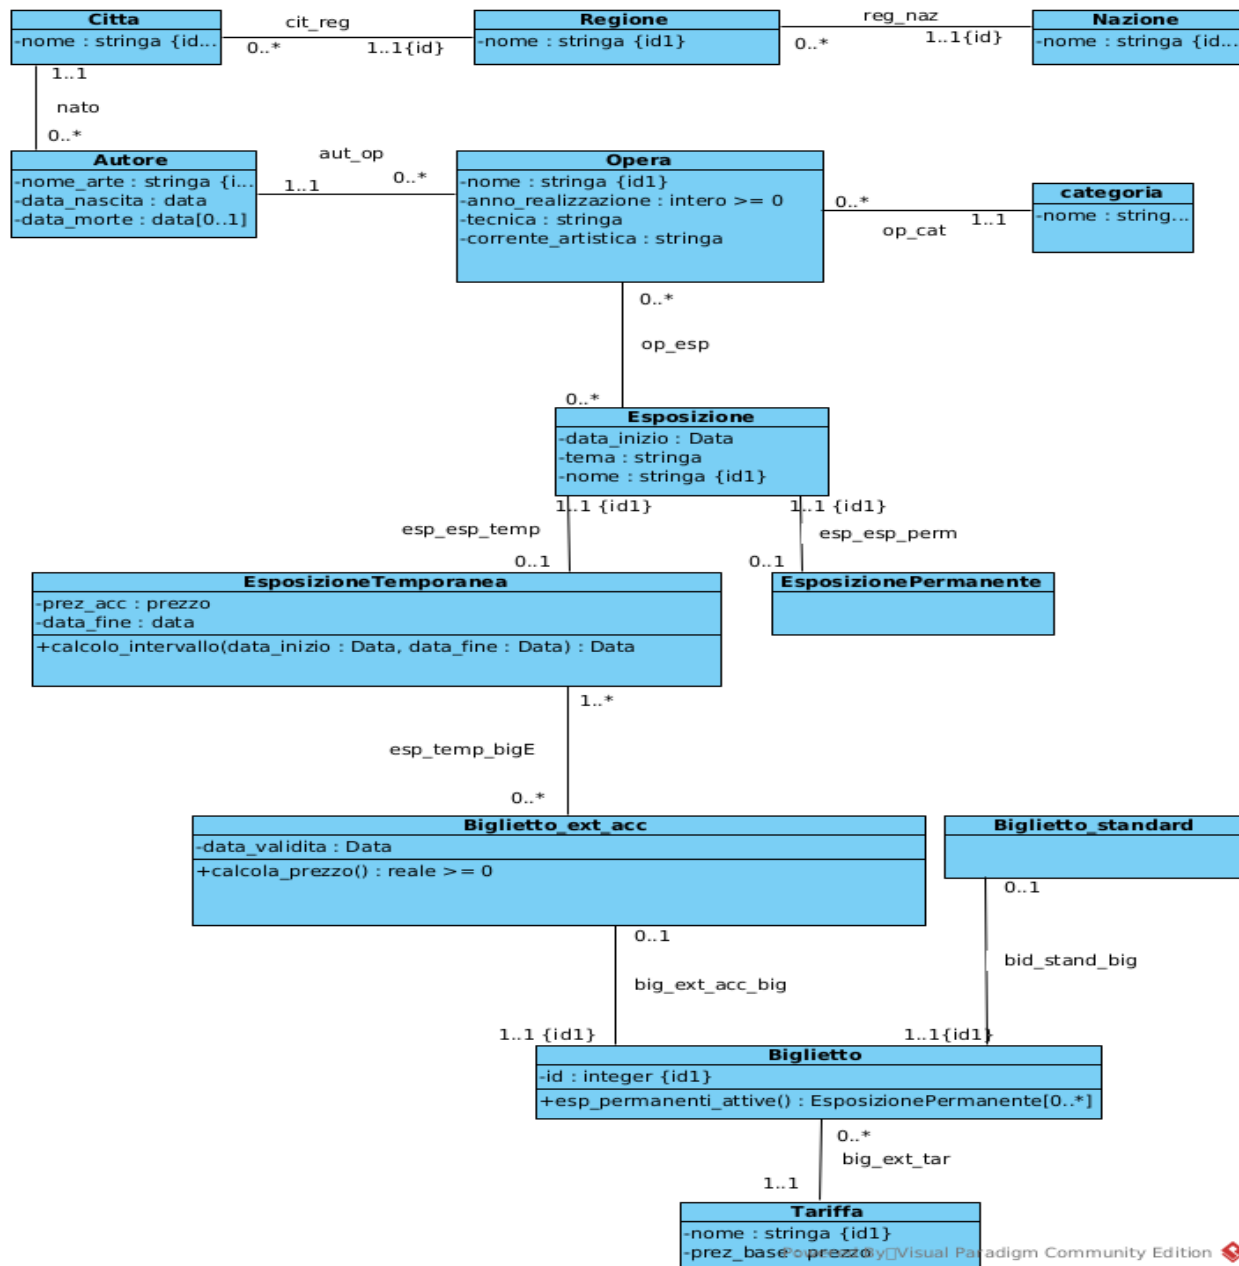 Citta
-nome : stringa {id...
cit_reg
0..*
1..1{id}
Regione
-nome : stringa {id1}
reg_naz
0..*
1..1{id}
Nazione
-nome : stringa {id...
1..1
nato
0..*
Autore
-nome_arte : stringa {i...
-data_nascita : data
-data_morte : data[0..1]
aut_op
1..1
0..*
Opera
-nome : stringa {id1}
-anno_realizzazione : intero >= 0
-tecnica : stringa
-corrente_artistica : stringa
0..*
op_cat
1..1
categoria
-nome : string...
0..*
op_esp
0..*
Esposizione
-data_inizio : Data
-tema : stringa
-nome : stringa {id1}
1..1 {id1}
esp_esp_temp
0..1
1..1 {id1}
esp_esp_perm
0..1
EsposizioneTemporanea
-prez_acc : prezzo
-data_fine : data
+calcolo_intervallo(data_inizio : Data, data_fine : Data) : Data
EsposizionePermanente
1..*
esp_temp_bigE
0..*
Biglietto_ext_acc
-data_validita : Data
+calcola_prezzo() : reale >= 0
Biglietto_standard
0..1
big_ext_acc_big
1..1 {id1}
0..1
bid_stand_big
1..1{id1}
Biglietto
-id : integer {id1}
+esp_permanenti_attive() : EsposizionePermanente[0..*]
0..*
big_ext_tar
1..1
Tariffa
-nome : stringa {id1}
-prez_base : prezzo
Powered By Visual Paradigm Community Edition